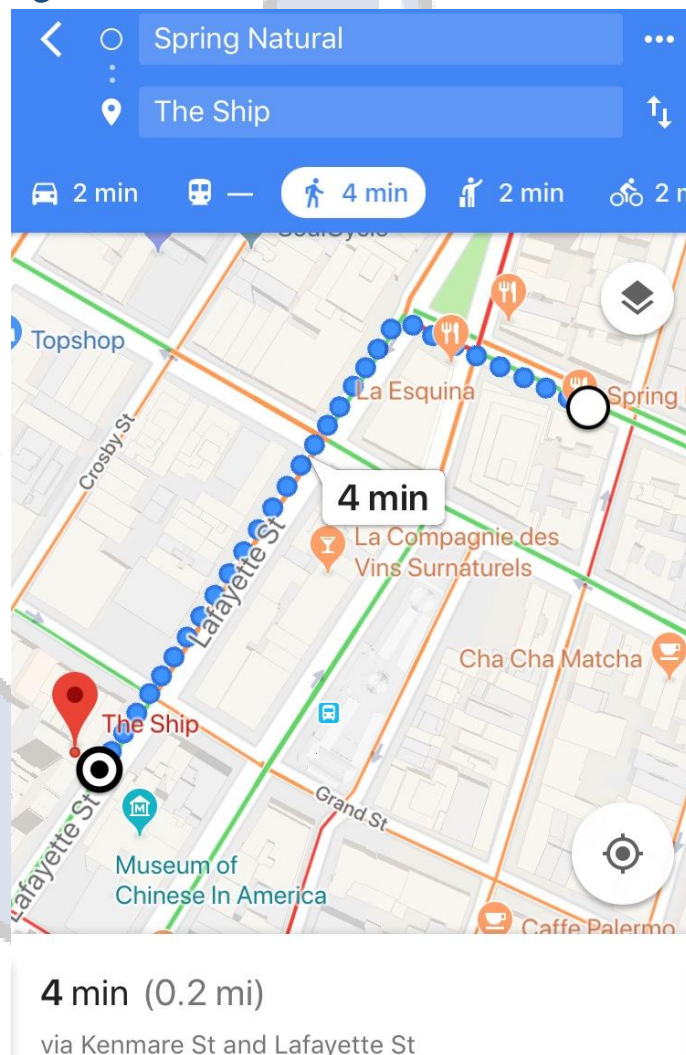 Spring Natural
The Ship
2 min
—
4 min
2 min
2
SoulCycle
Topshop
La Esquina
Spring
Crosby St
4 min
La Compagnie des
Vins Surnaturels
Lafayette St
Cha Cha Matcha
The Ship
Grand St
Lafayette St
Museum of
Chinese In America
Caffe Palermo
4 min (0.2 mi)
via Kenmare St and Lafayette St